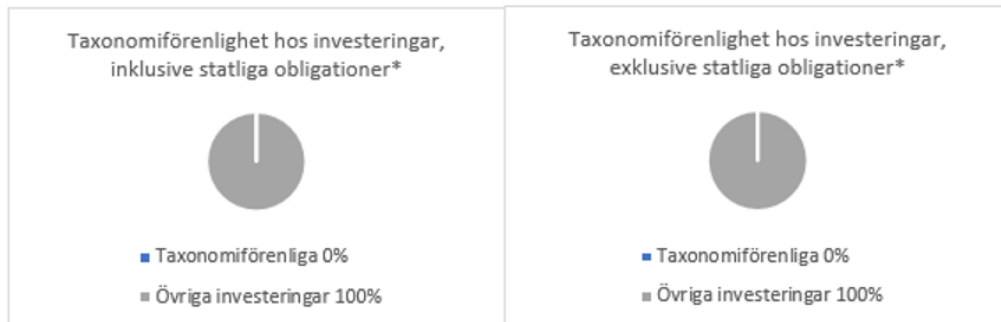 Taxonomiförenlighet hos investeringar,
inklusive statliga obligationer*
Taxonomiförenliga 0%
Övriga investeringar 100%
Taxonomiförenlighet hos investeringar,
exklusive statliga obligationer*
Taxonomiförenliga 0%
Övriga investeringar 100%